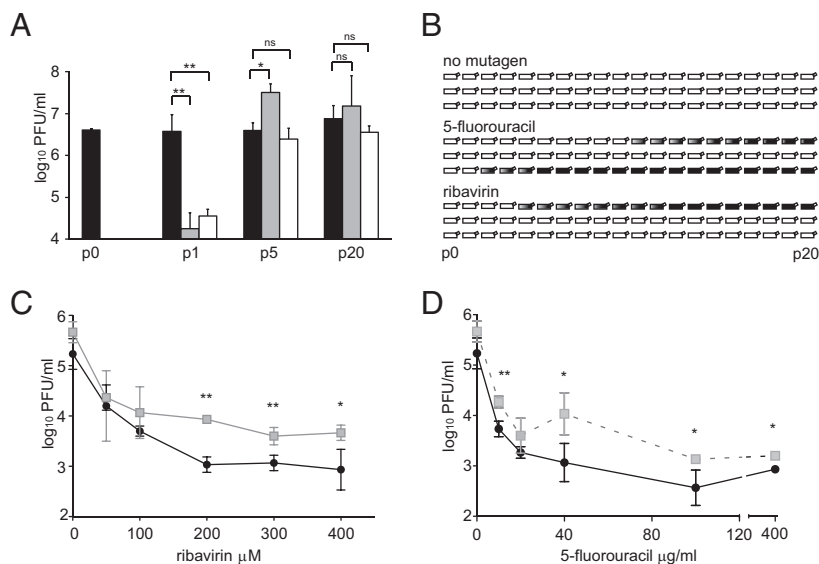 A
log10 PFU/ml
8
7
6
5
4
** ** * ns ns ns
p0 p1 p5 p20
B
no mutagen
5-fluorouracil
ribavirin
p0 p20
C
log10 PFU/ml
6
5
4
3
2
** ** *
0 100 200 300 400
ribavirin µM
D
log10 PFU/ml
6
5
4
3
2
** * * *
0 40 80 120 400
5-fluorouracil µg/ml